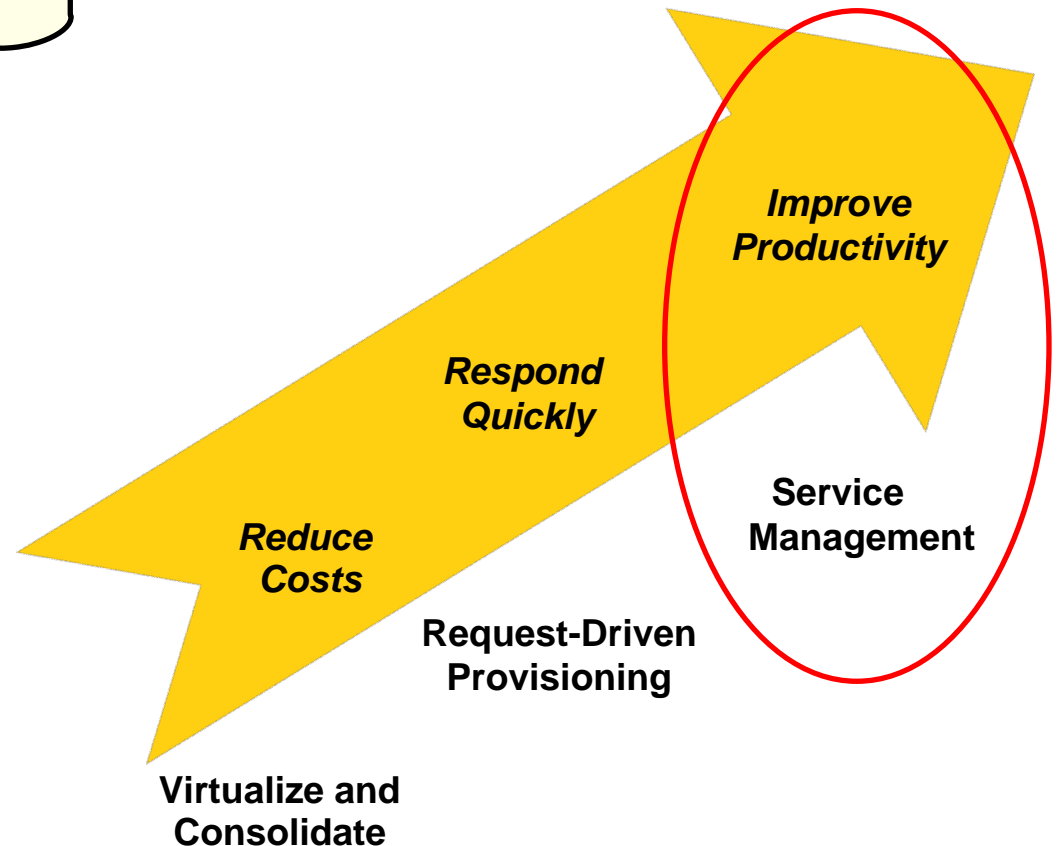 Improve
Productivity
Respond
Quickly
Service
Management
Reduce
Costs
Request-Driven
Provisioning
Virtualize and
Consolidate